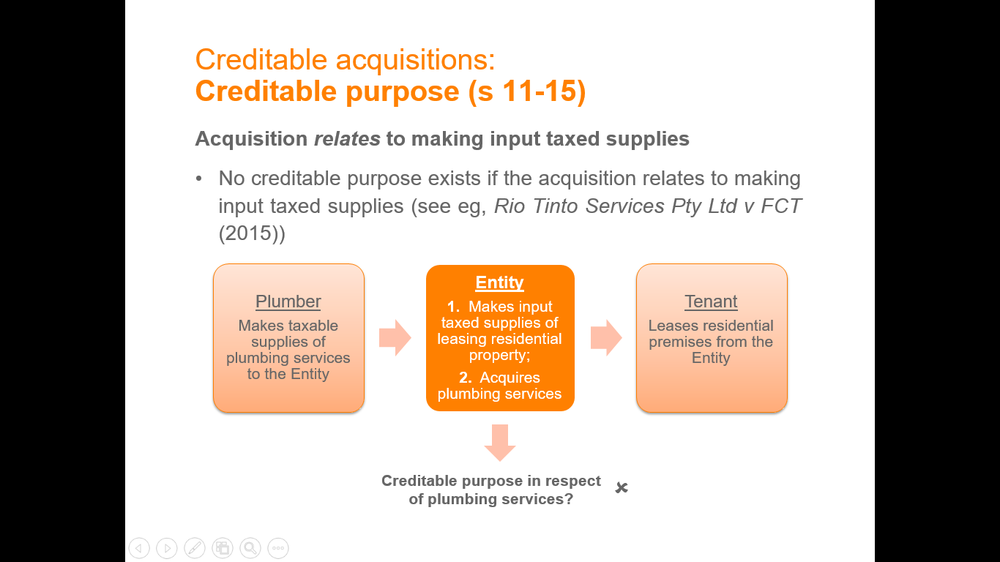 Creditable acquisitions:
Creditable purpose (s 11-15)
Acquisition relates to making input taxed supplies
• No creditable purpose exists if the acquisition relates to making
input taxed supplies (see eg, Rio Tinto Services Pty Ltd v FCT
(2015))
Plumber
Makes taxable
supplies of
plumbing services
to the Entity
Entity
1. Makes input
taxed supplies of
leasing residential
property;
2. Acquires
plumbing services
Tenant
Leases residential
premises from the
Entity
Creditable purpose in respect
of plumbing services?